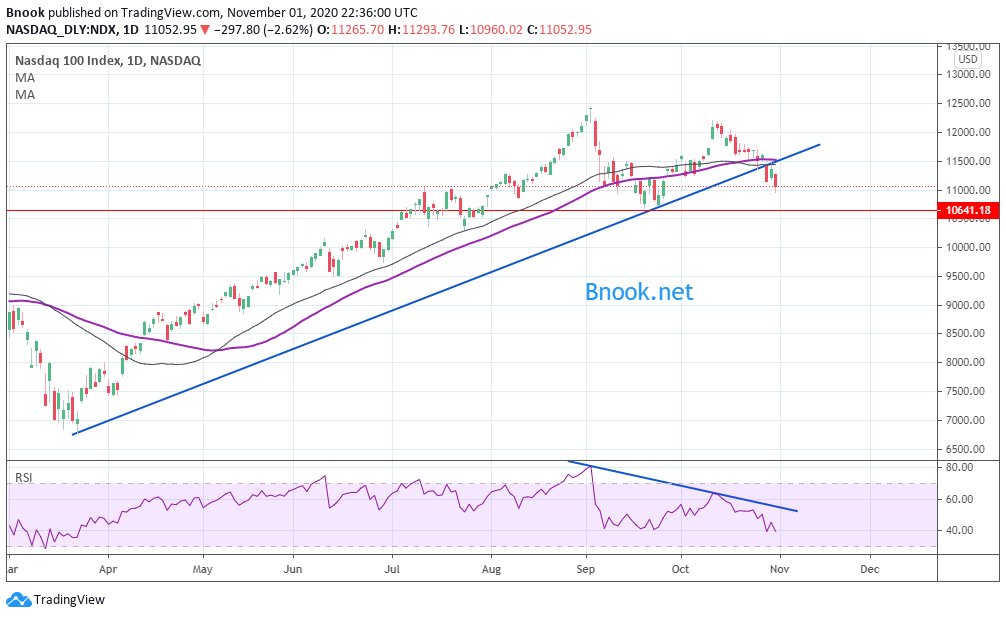 Bnook published on TradingView.com, November 01, 2020 22:36:00 UTC
NASDAQ_DLY:NDX, 1D 11052.95 ▼ −297.80 (−2.62%) O:11265.70 H:11293.76 L:10960.02 C:11052.95
Nasdaq 100 Index, 1D, NASDAQ
MA
MA
13500.00
USD
13000.00
12500.00
12000.00
11500.00
11000.00
10641.18
10000.00
9500.00
9000.00
8500.00
8000.00
7500.00
7000.00
6500.00
Bnook.net
RSI
80.00
60.00
40.00
ar Apr May Jun Jul Aug Sep Oct Nov Dec
TradingView